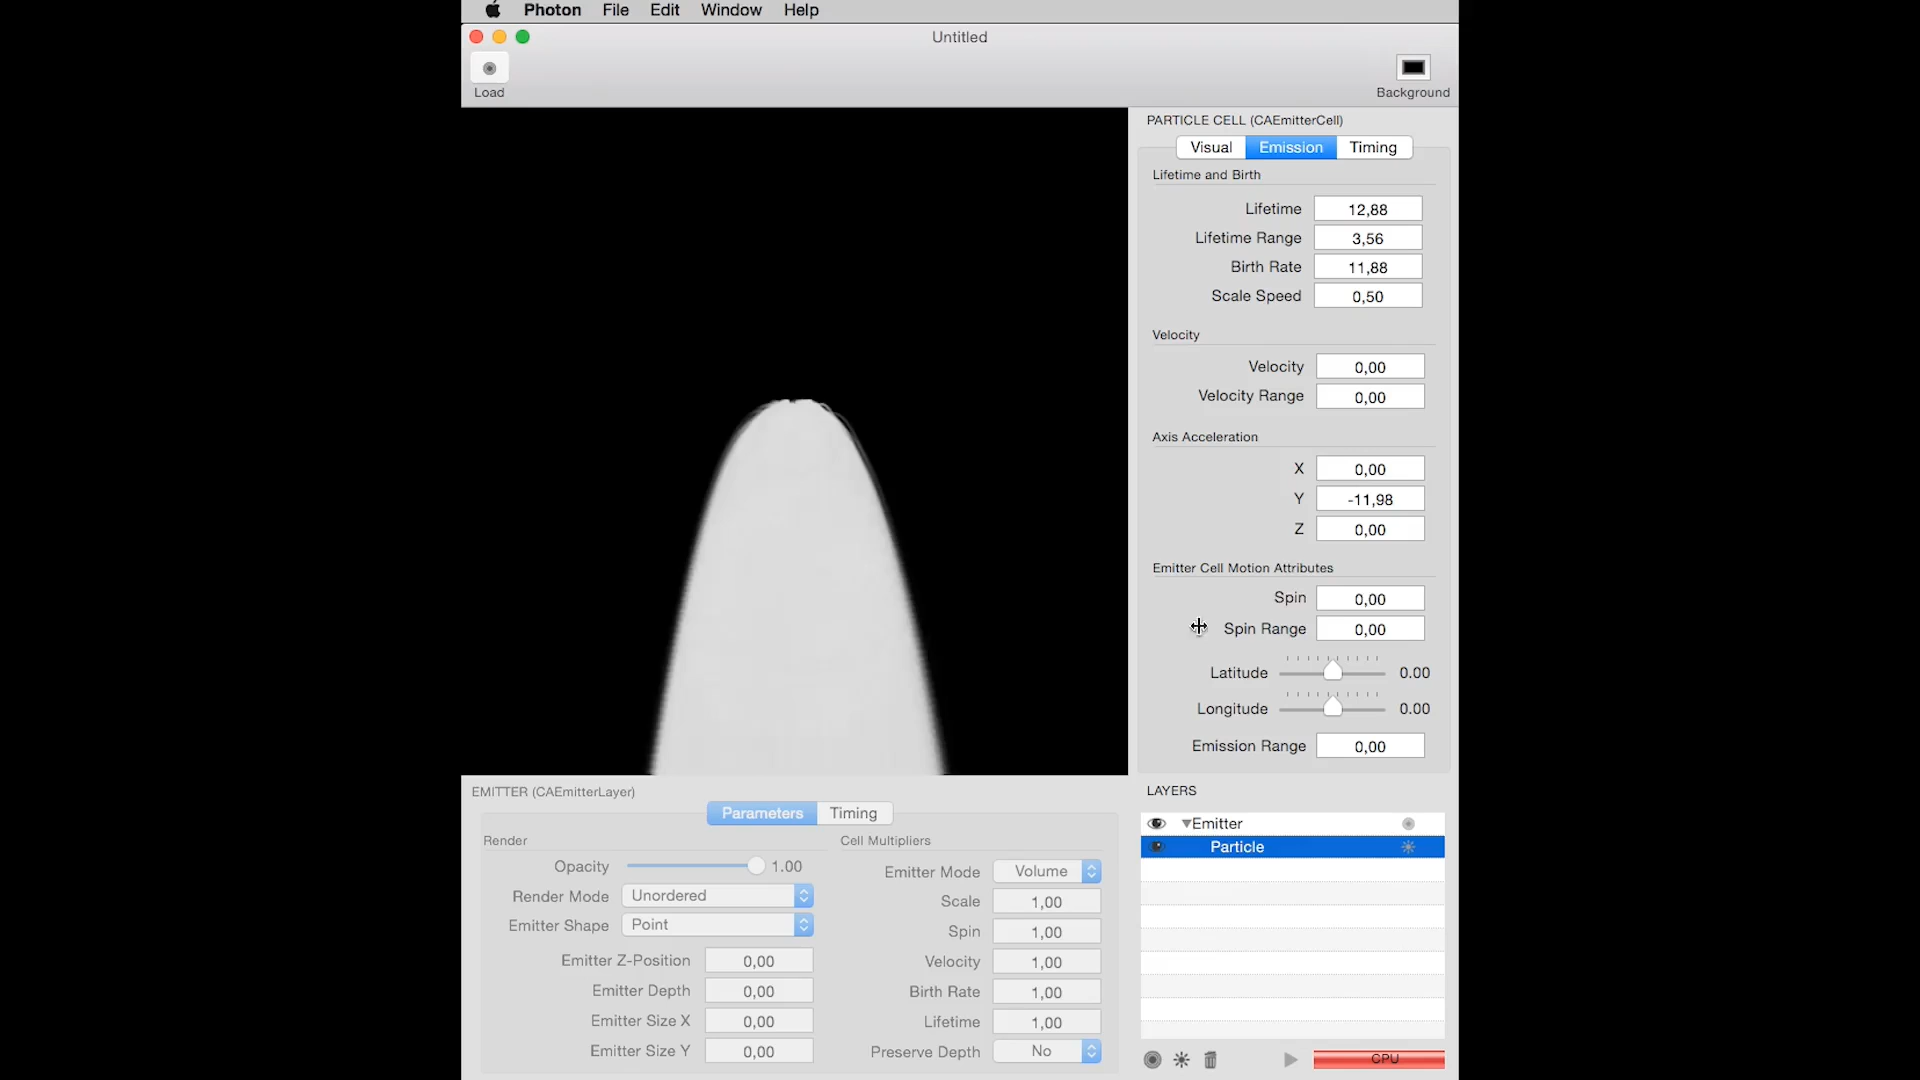 Photon File Edit Window Help
Untitled
Load
Background
PARTICLE CELL (CAEmitterCell)
Visual Emission Timing
Lifetime and Birth
Lifetime 12,88
Lifetime Range 3,56
Birth Rate 11,88
Scale Speed 0,50
Velocity
Velocity 0,00
Velocity Range 0,00
Axis Acceleration
X 0,00
Y -11,98
Z 0,00
Emitter Cell Motion Attributes
Spin 0,00
Spin Range 0,00
Latitude 0.00
Longitude 0.00
Emission Range 0,00
EMITTER (CAEmitterLayer)
Parameters Timing
Render
Opacity 1.00
Render Mode Unordered
Emitter Shape Point
Emitter Z-Position 0,00
Emitter Depth 0,00
Emitter Size X 0,00
Emitter Size Y 0,00
Cell Multipliers
Emitter Mode Volume
Scale 1,00
Spin 1,00
Velocity 1,00
Birth Rate 1,00
Lifetime 1,00
Preserve Depth No
LAYERS
Emitter
Particle
CPU